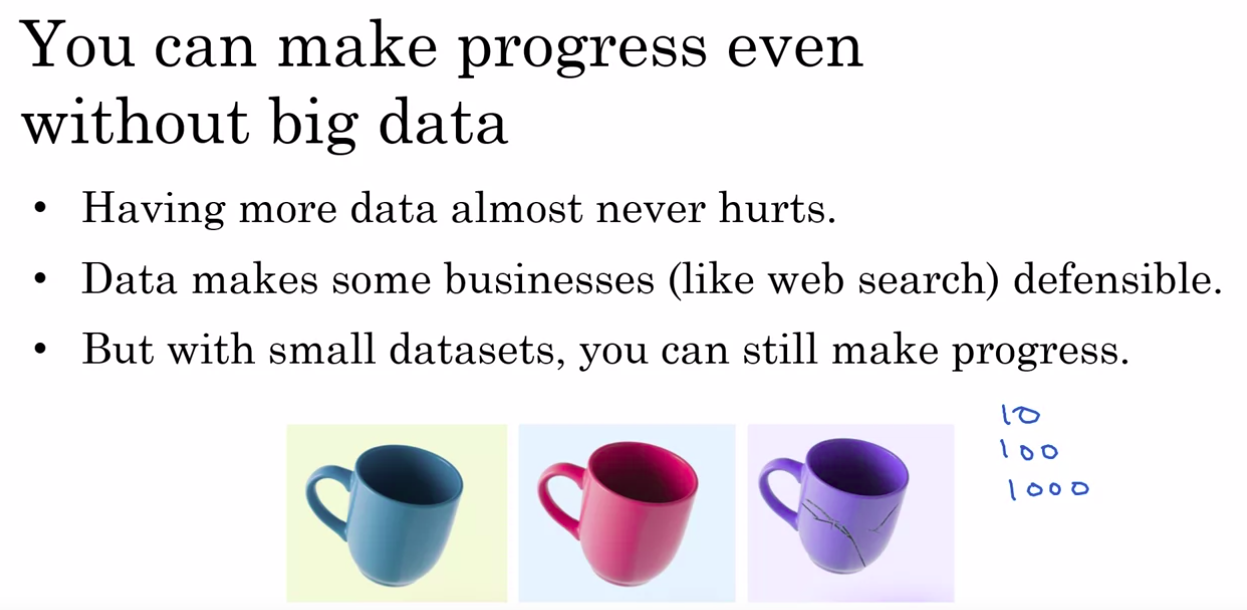 You can make progress even
without big data
• Having more data almost never hurts.
• Data makes some businesses (like web search) defensible.
• But with small datasets, you can still make progress.
10
100
1000